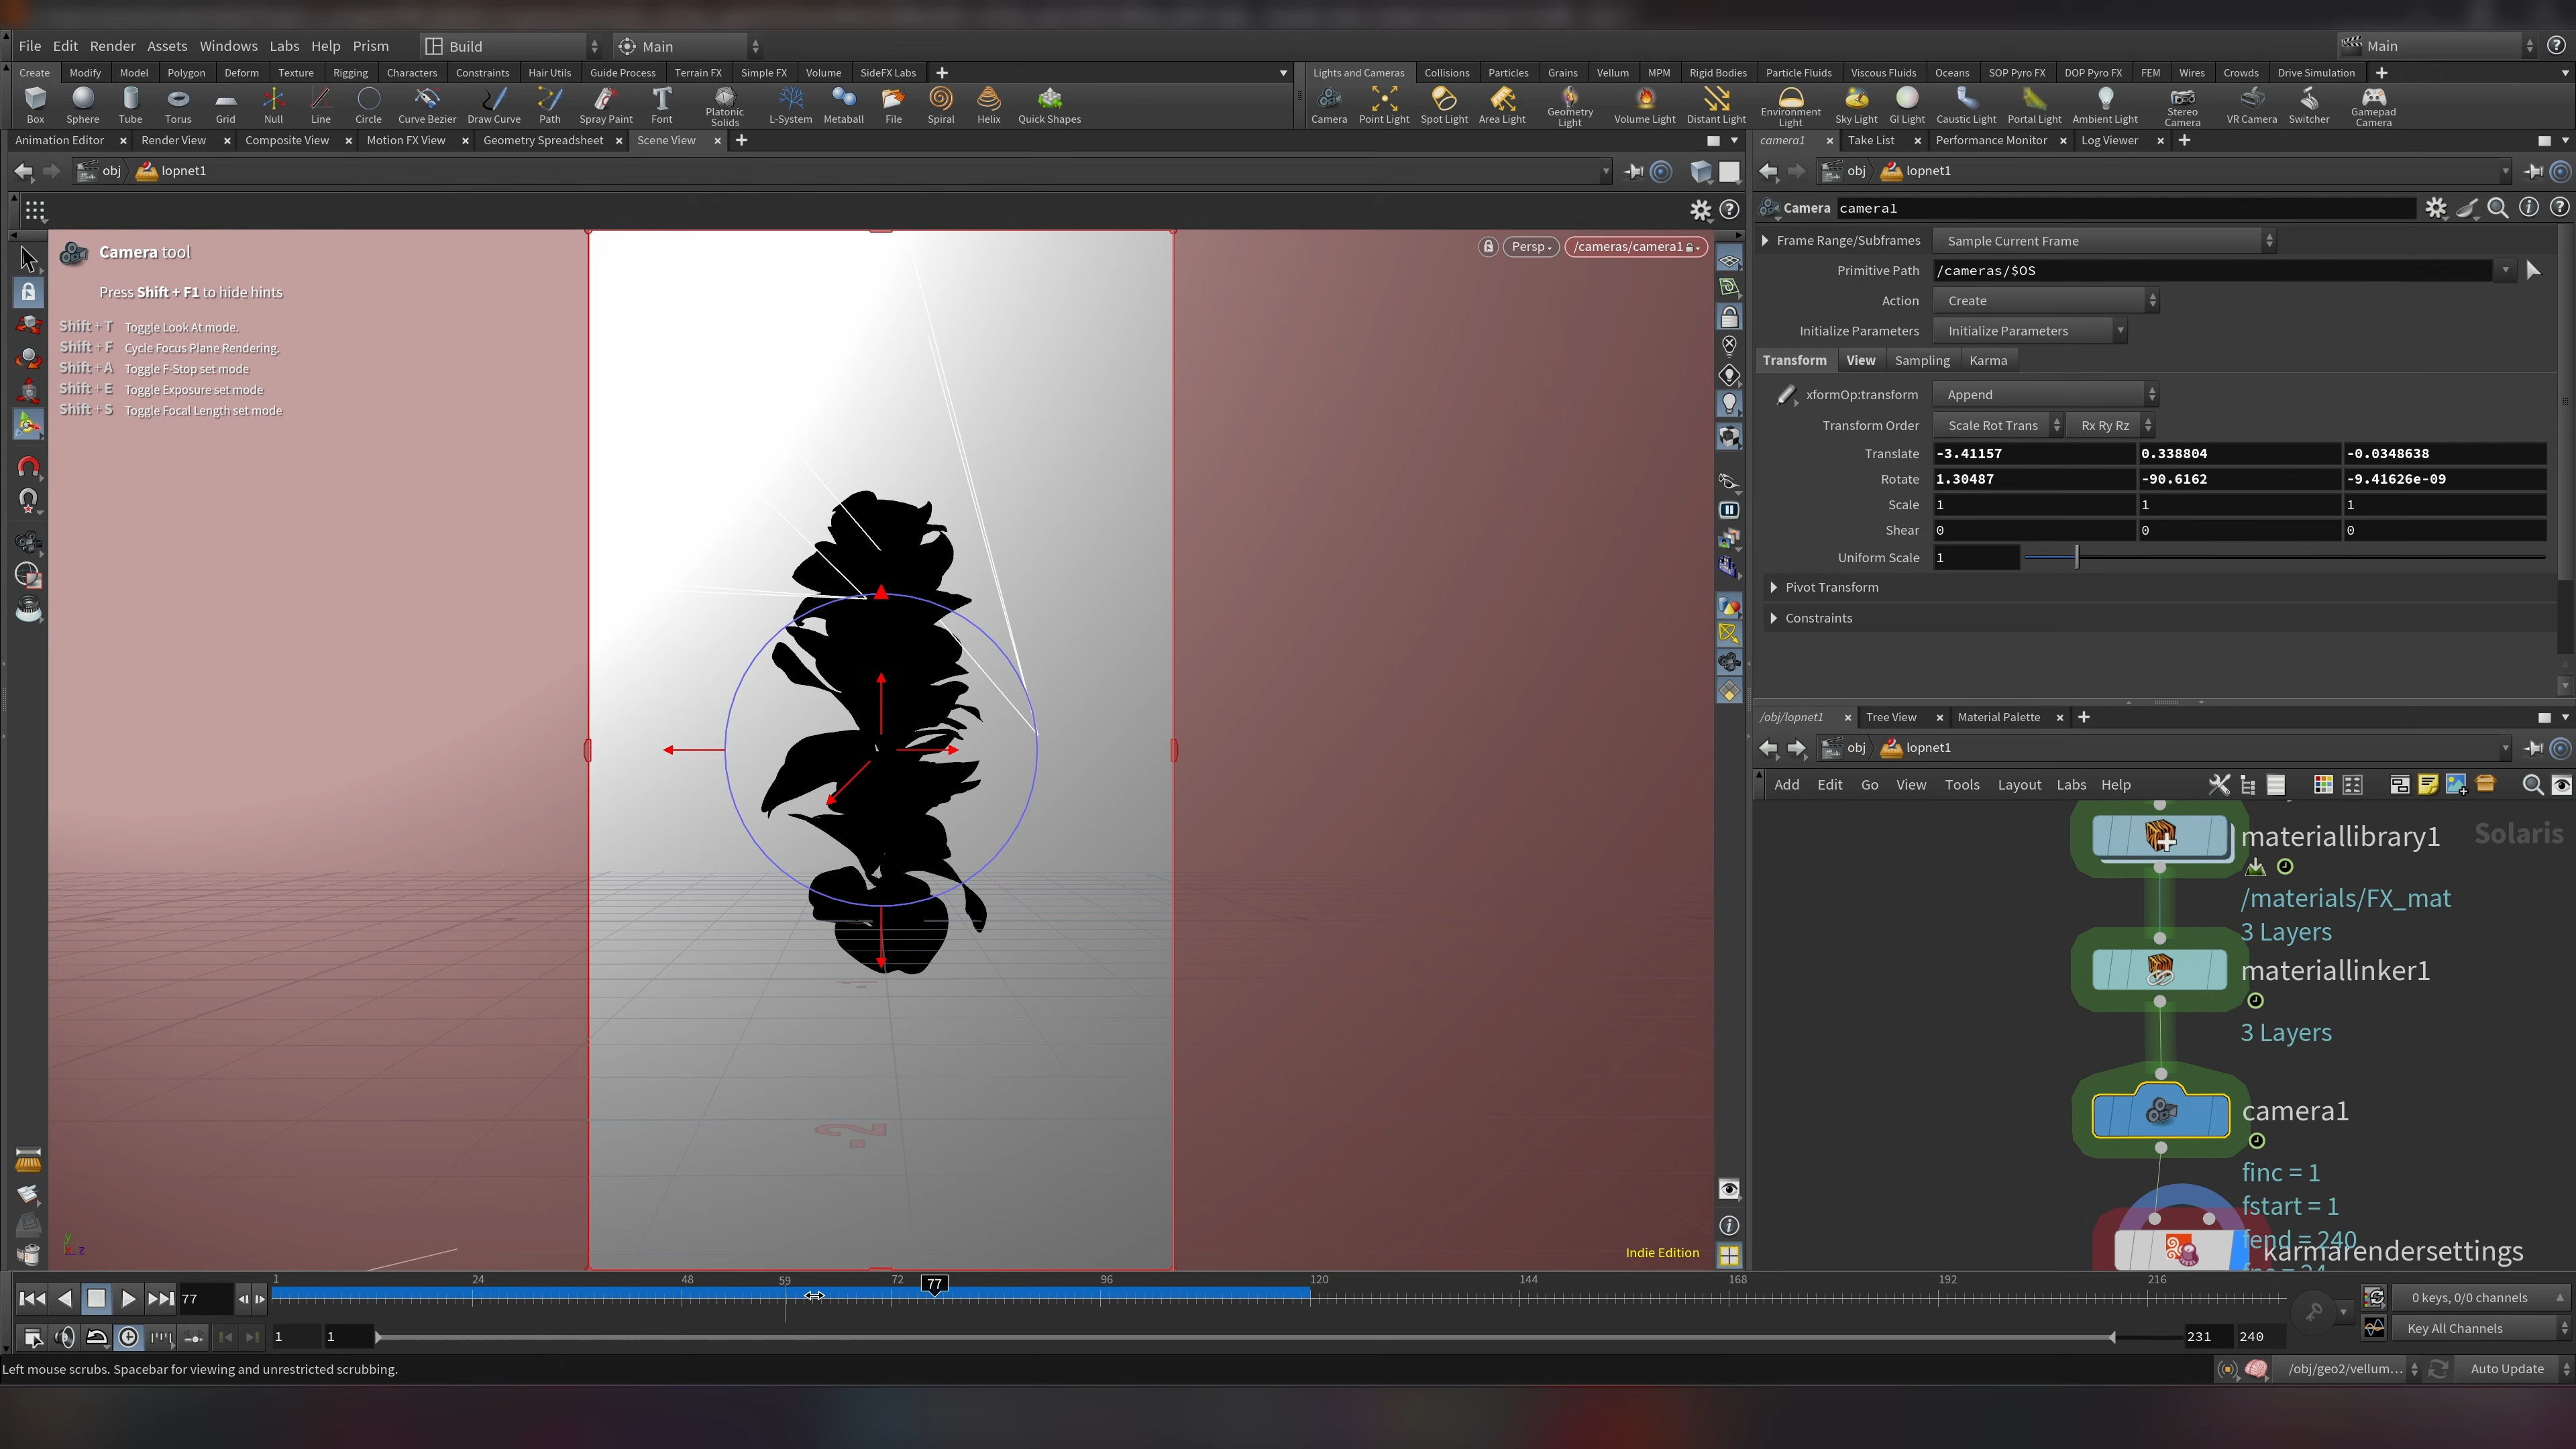 File Edit Render Assets Windows Labs Help Prism Build Main Main
Create Modify Model Polygon Deform Texture Rigging Characters Constraints Hair Utils Guide Process Terrain FX Simple FX Volume SideFX Labs
Lights and Cameras Collisions Particles Grains Vellum MPM Rigid Bodies Particle Fluids Viscous Fluids Oceans SOP Pyro FX DOP Pyro FX FEM Wires Crowds Drive Simulation
Box Sphere Tube Torus Grid Null Line Circle Curve Bezier Draw Curve Path Spray Paint Font Platonic Solids L-System Metaball File Spiral Helix Quick Shapes
Camera Point Light Spot Light Area Light Geometry Light Volume Light Distant Light Environment Light Sky Light GI Light Caustic Light Portal Light Ambient Light Stereo Camera VR Camera Switcher Gamepad Camera
Animation Editor Render View Composite View Motion FX View Geometry Spreadsheet Scene View
obj lopnet1
Camera tool
Press Shift + F1 to hide hints
Shift + T Toggle Look At mode.
Shift + F Cycle Focus Plane Rendering.
Shift + A Toggle F-Stop set mode
Shift + E Toggle Exposure set mode
Shift + S Toggle Focal Length set mode
Persp /cameras/camera1
y
z
Indie Edition
camera1 Take List Performance Monitor Log Viewer
obj lopnet1
Camera camera1
Frame Range/Subframes Sample Current Frame
Primitive Path /cameras/$OS
Action Create
Initialize Parameters Initialize Parameters
Transform View Sampling Karma
xformOp:transform Append
Transform Order Scale Rot Trans Rx Ry Rz
Translate -3.41157 0.338804 -0.0348638
Rotate 1.30487 -90.6162 -9.41626e-09
Scale 1 1 1
Shear 0 0 0
Uniform Scale 1
Pivot Transform
Constraints
/obj/lopnet1 Tree View Material Palette
obj lopnet1
Add Edit Go View Tools Layout Labs Help
Solaris
materiallibrary1
/materials/FX_mat
3 Layers
materiallinker1
3 Layers
camera1
finc = 1
fstart = 1
fend = 240
karmarendersettings
1 24 48 59 72 77 96 120 144 168 192 216
77
0 keys, 0/0 channels
1 1 231 240
Key All Channels
Left mouse scrubs. Spacebar for viewing and unrestricted scrubbing.
/obj/geo2/vellum... Auto Update